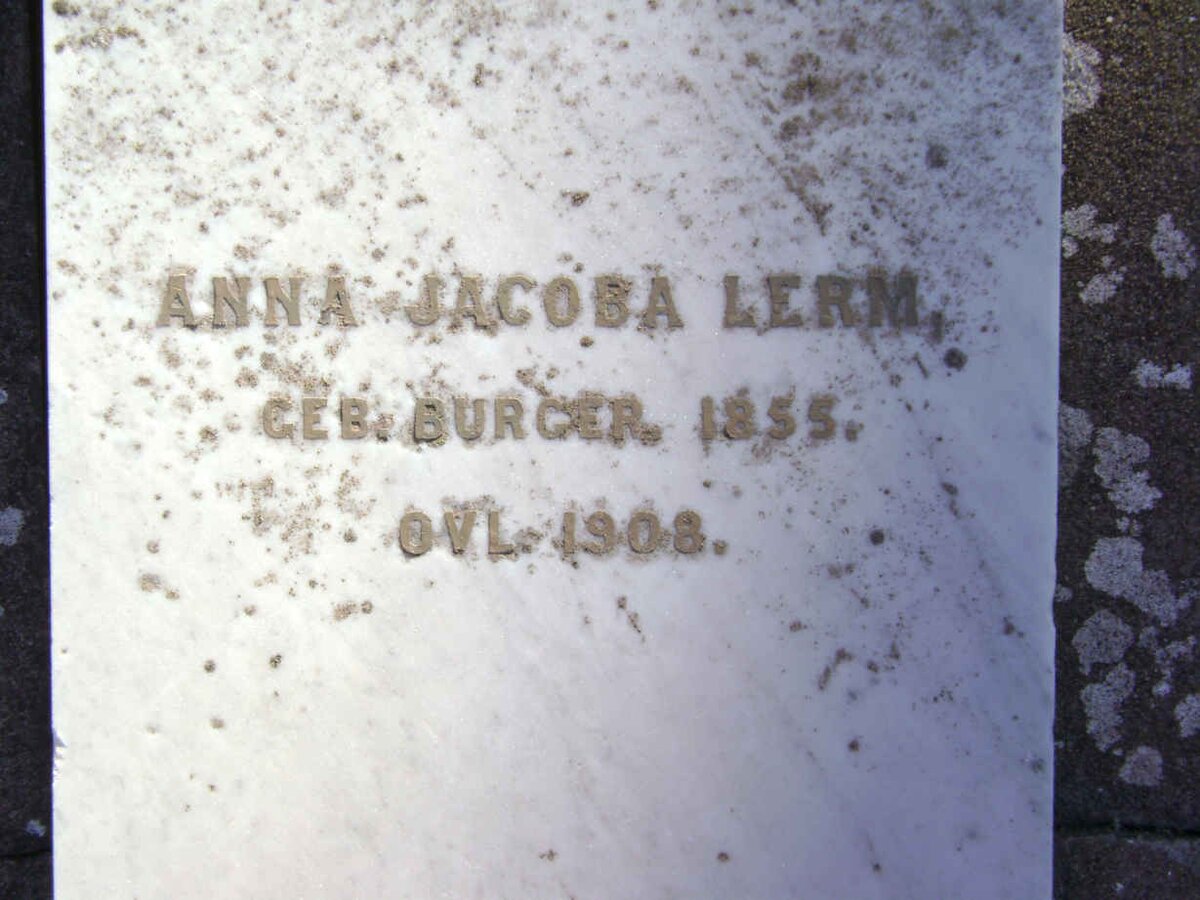 ANNA JACOBA LERM,
GEB. BURGER. 1855.
OVL. 1908.